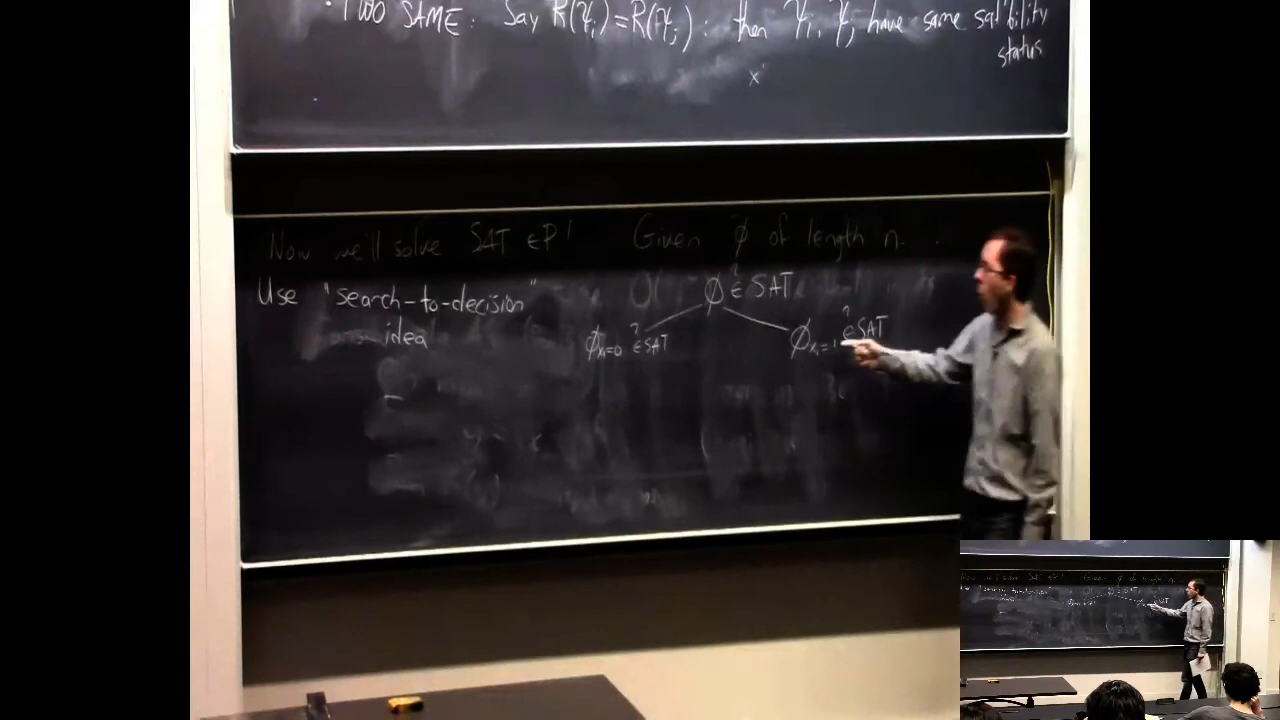 · TWO SAME: Say R(ψᵢ)=R(ψⱼ): then ψᵢ, ψⱼ have same sat'bility
status
x
Now we'll solve SAT ∈P! Given ϕ of length n.
Use "search-to-decision"
idea
ϕ ?∈ SAT
ϕx₁=0 ?∈ SAT
ϕx₁=1 ?∈ SAT